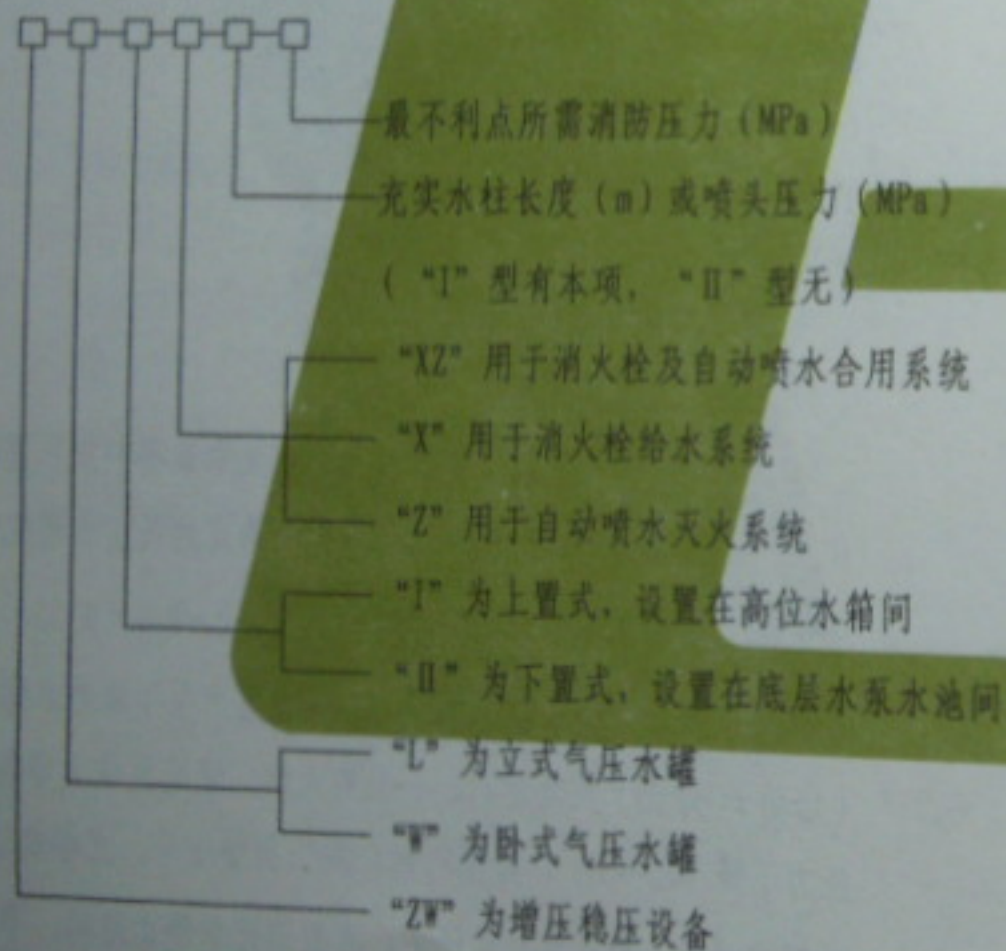 最不利点所需消防压力(MPa)
充实水柱长度(m)或喷头压力(MPa)
(“I”型有本项,“II”型无)
“XZ”用于消火栓及自动喷水合用系统
“X”用于消火栓给水系统
“Z”用于自动喷水灭火系统
“I”为上置式、设置在高位水箱间
“II”为下置式、设置在底层水泵水池间
“L”为立式气压水罐
“W”为卧式气压水罐
“ZW”为增压稳压设备